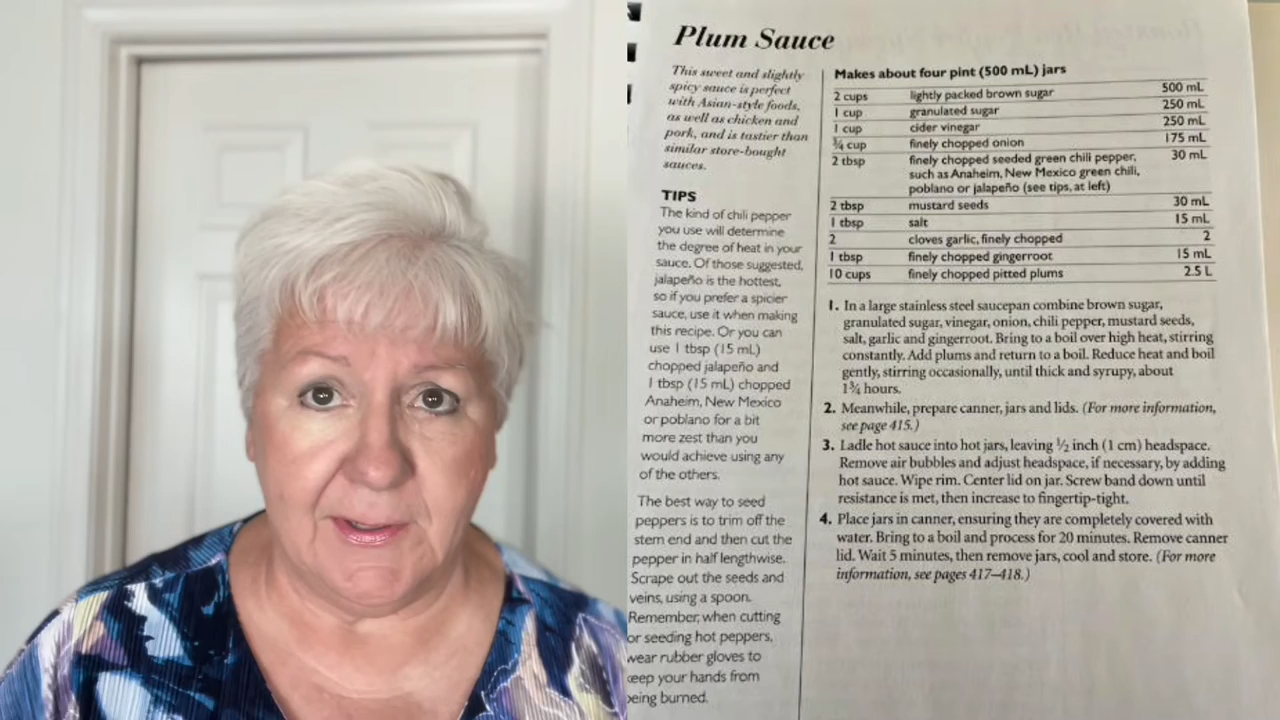 Plum Sauce
This sweet and slightly
spicy sauce is perfect
with Asian-style foods,
as well as chicken and
pork, and is tastier than
similar store-bought
sauces.
TIPS
The kind of chili pepper
you use will determine
the degree of heat in your
sauce. Of those suggested,
jalapeño is the hottest,
so if you prefer a spicier
sauce, use it when making
this recipe. Or you can
use 1 tbsp (15 mL)
chopped jalapeño and
1 tbsp (15 mL) chopped
Anaheim, New Mexico
or poblano for a bit
more zest than you
would achieve using any
of the others.
The best way to seed
peppers is to trim off the
stem end and then cut the
pepper in half lengthwise.
Scrape out the seeds and
veins, using a spoon.
Remember, when cutting
or seeding hot peppers,
wear rubber gloves to
keep your hands from
being burned.
Makes about four pint (500 mL) jars
2 cups lightly packed brown sugar 500 mL
1 cup granulated sugar 250 mL
1 cup cider vinegar 250 mL
¾ cup finely chopped onion 175 mL
2 tbsp finely chopped seeded green chili pepper, 30 mL
such as Anaheim, New Mexico green chili,
poblano or jalapeño (see tips, at left)
2 tbsp mustard seeds 30 mL
1 tbsp salt 15 mL
2 cloves garlic, finely chopped 2
1 tbsp finely chopped gingerroot 15 mL
10 cups finely chopped pitted plums 2.5 L
1. In a large stainless steel saucepan combine brown sugar,
granulated sugar, vinegar, onion, chili pepper, mustard seeds,
salt, garlic and gingerroot. Bring to a boil over high heat, stirring
constantly. Add plums and return to a boil. Reduce heat and boil
gently, stirring occasionally, until thick and syrupy, about
1¾ hours.
2. Meanwhile, prepare canner, jars and lids. (For more information,
see page 415.)
3. Ladle hot sauce into hot jars, leaving ½ inch (1 cm) headspace.
Remove air bubbles and adjust headspace, if necessary, by adding
hot sauce. Wipe rim. Center lid on jar. Screw band down until
resistance is met, then increase to fingertip-tight.
4. Place jars in canner, ensuring they are completely covered with
water. Bring to a boil and process for 20 minutes. Remove canner
lid. Wait 5 minutes, then remove jars, cool and store. (For more
information, see pages 417–418.)